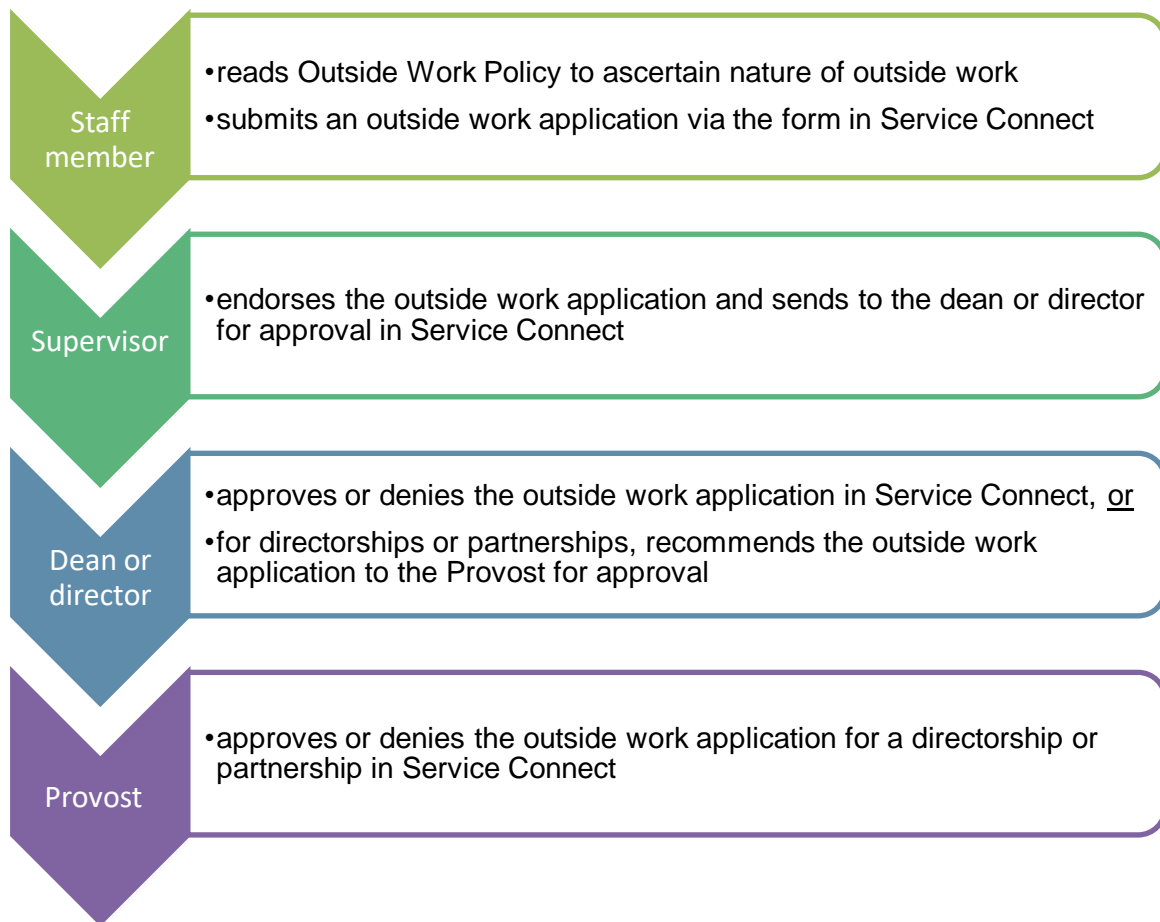 Staff
member
•reads Outside Work Policy to ascertain nature of outside work
•submits an outside work application via the form in Service Connect
Supervisor
•endorses the outside work application and sends to the dean or director
for approval in Service Connect
Dean or
director
•approves or denies the outside work application in Service Connect, or
•for directorships or partnerships, recommends the outside work
application to the Provost for approval
Provost
•approves or denies the outside work application for a directorship or
partnership in Service Connect